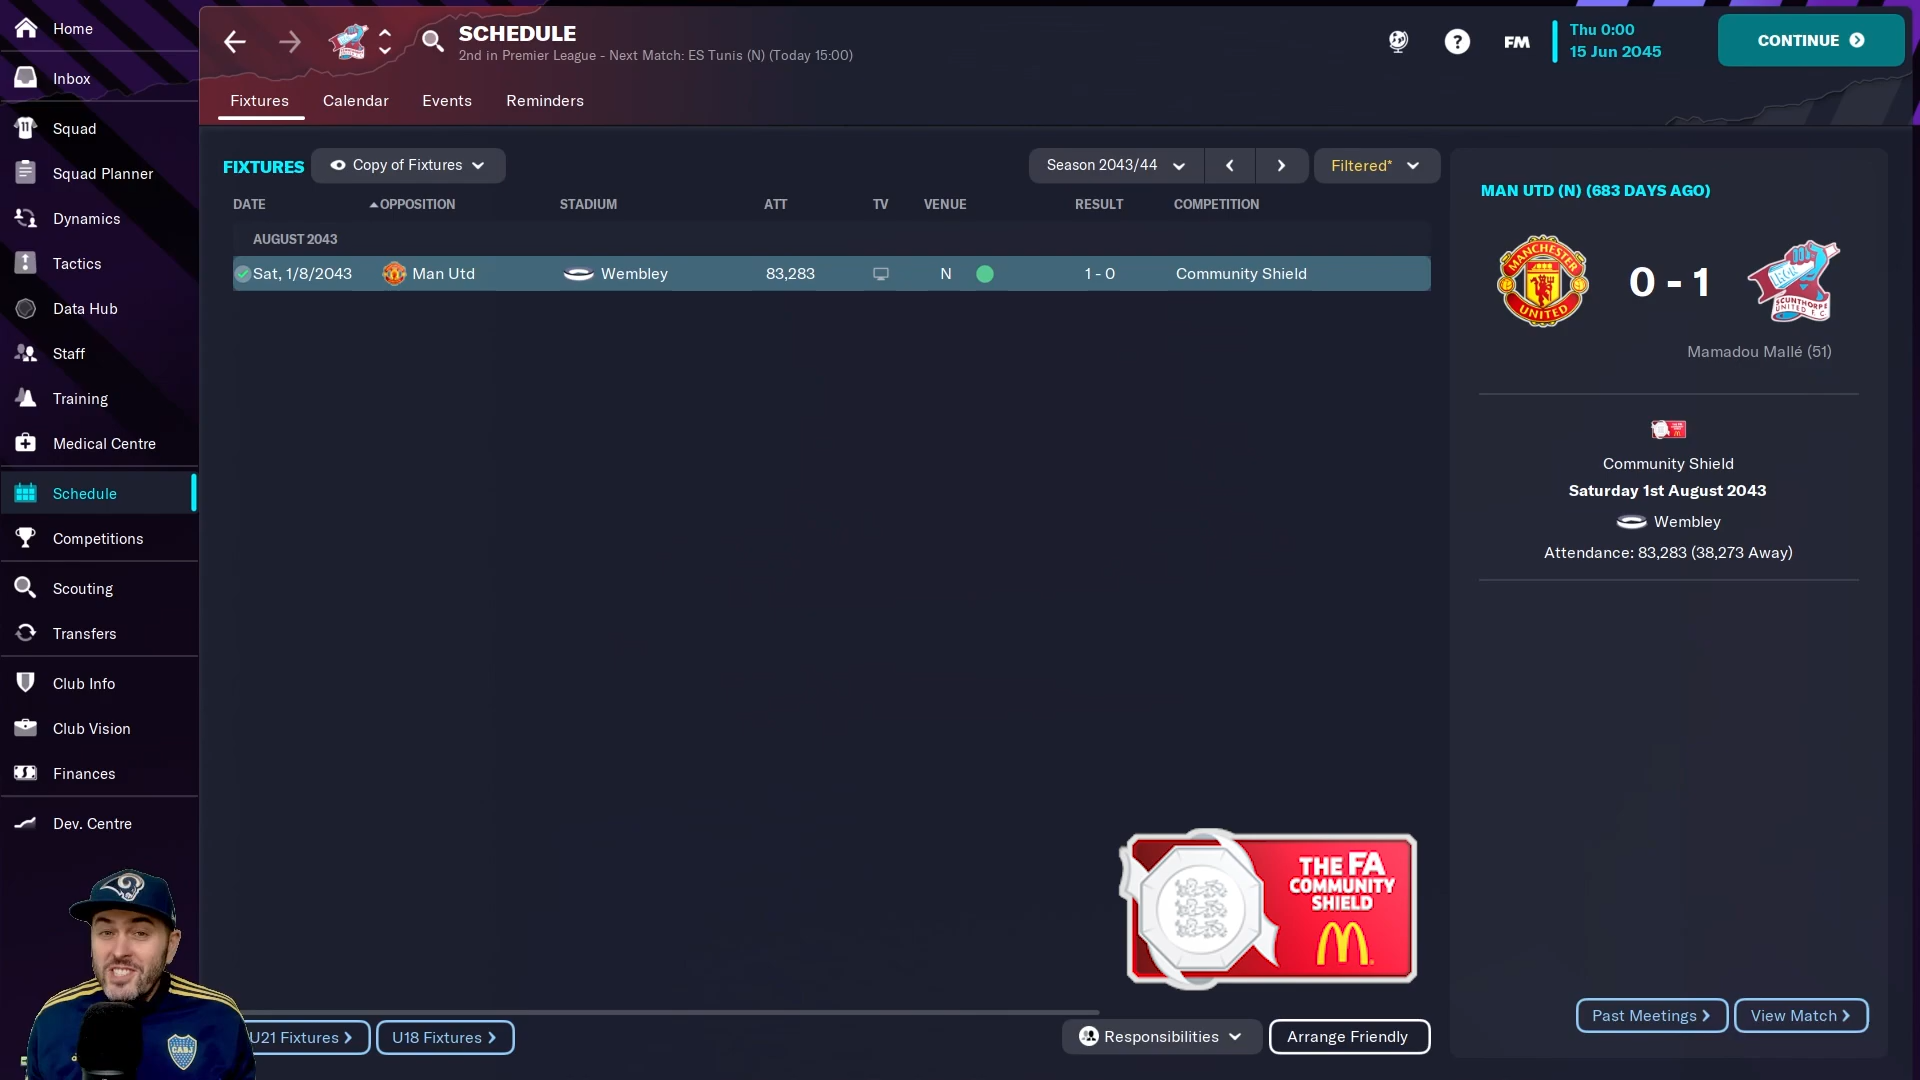 Home
Inbox
Squad
Squad Planner
Dynamics
Tactics
Data Hub
Staff
Training
Medical Centre
Schedule
Competitions
Scouting
Transfers
Club Info
Club Vision
Finances
Dev. Centre
SCHEDULE
2nd in Premier League - Next Match: ES Tunis (N) (Today 15:00)
FM
Thu 0:00
15 Jun 2045
CONTINUE
Fixtures Calendar Events Reminders
FIXTURES Copy of Fixtures Season 2043/44 Filtered*
DATE OPPOSITION STADIUM ATT TV VENUE RESULT COMPETITION
AUGUST 2043
Sat, 1/8/2043 Man Utd Wembley 83,283 N 1 - 0 Community Shield
MAN UTD (N) (683 DAYS AGO)
MANCHESTER
UNITED
0 - 1
SCUNTHORPE
UNITED F.C.
Mamadou Mallé (51)
Community Shield
Saturday 1st August 2043
Wembley
Attendance: 83,283 (38,273 Away)
THE FA
COMMUNITY
SHIELD
CABJ
U21 Fixtures
U18 Fixtures
Responsibilities
Arrange Friendly
Past Meetings
View Match